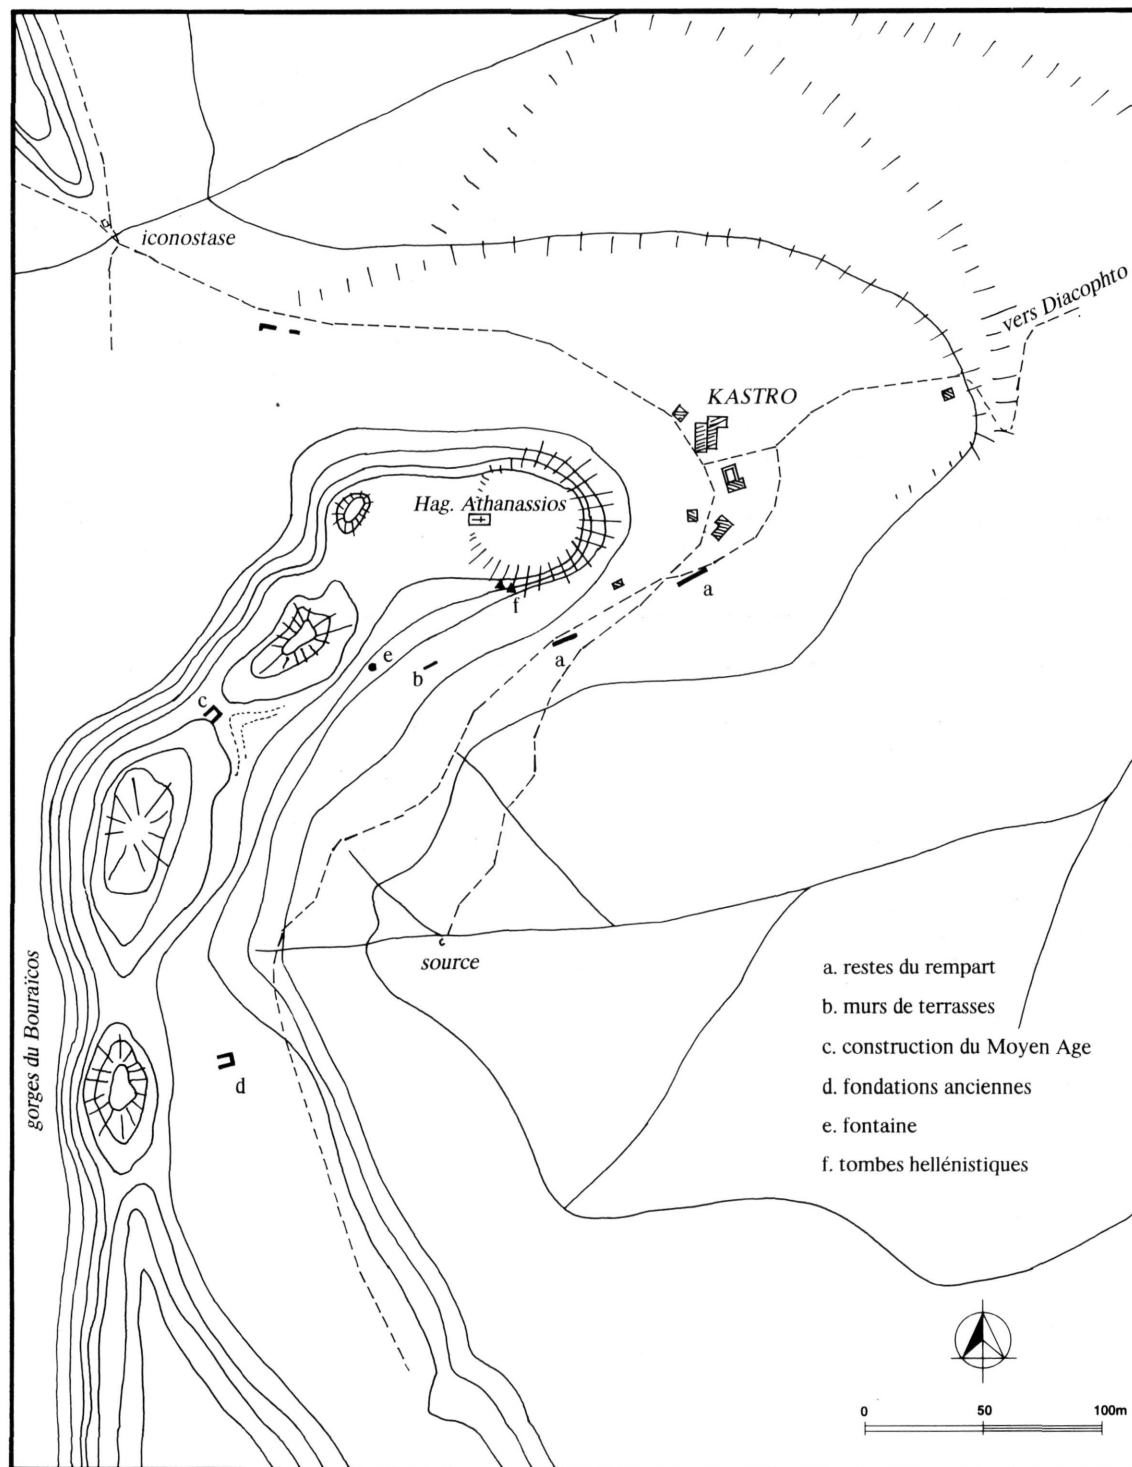 iconostase
vers Diacophto
KASTRO
Hag. Athanassios
f
a
e
b
a
c
source
gorges du Bouraïcos
d
a. restes du rempart
b. murs de terrasses
c. construction du Moyen Age
d. fondations anciennes
e. fontaine
f. tombes hellénistiques
0 50 100m